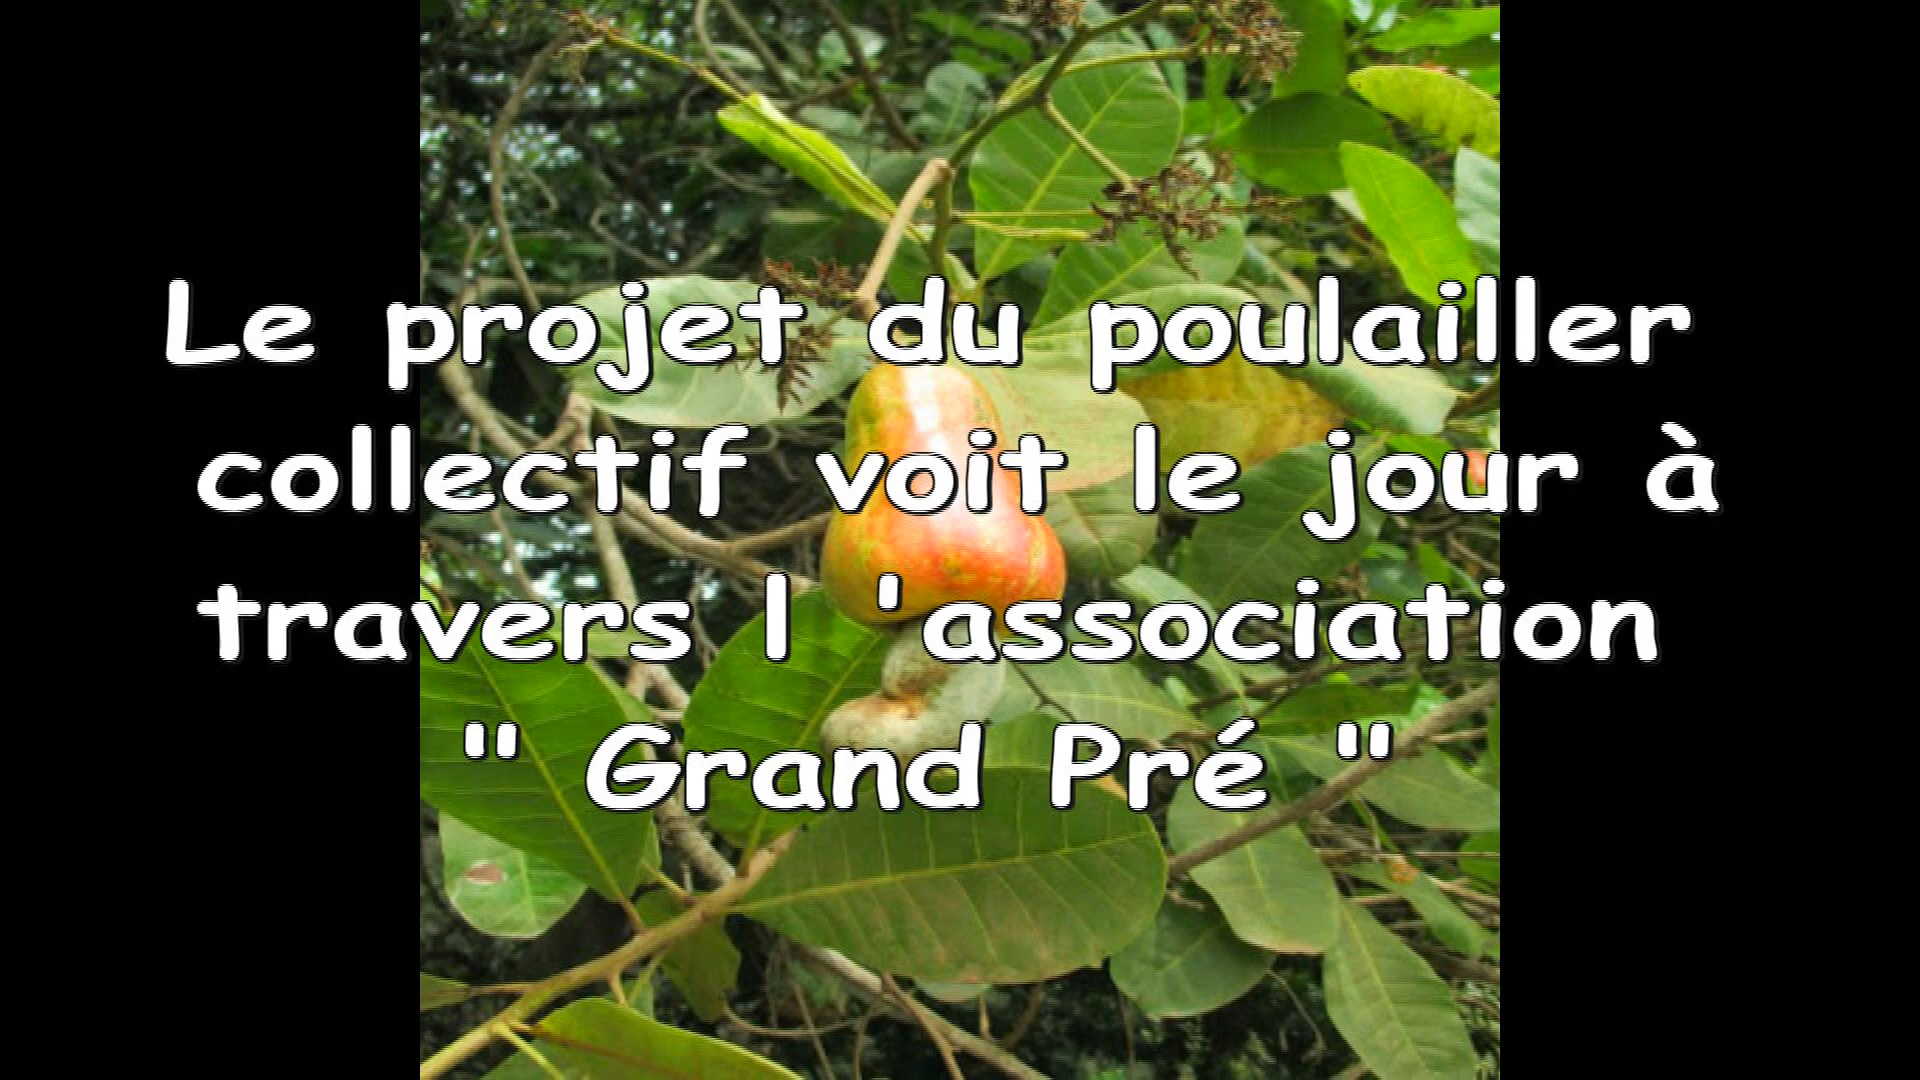 Le projet du poulailler
collectif voit le jour à
travers l 'association
" Grand Pré "